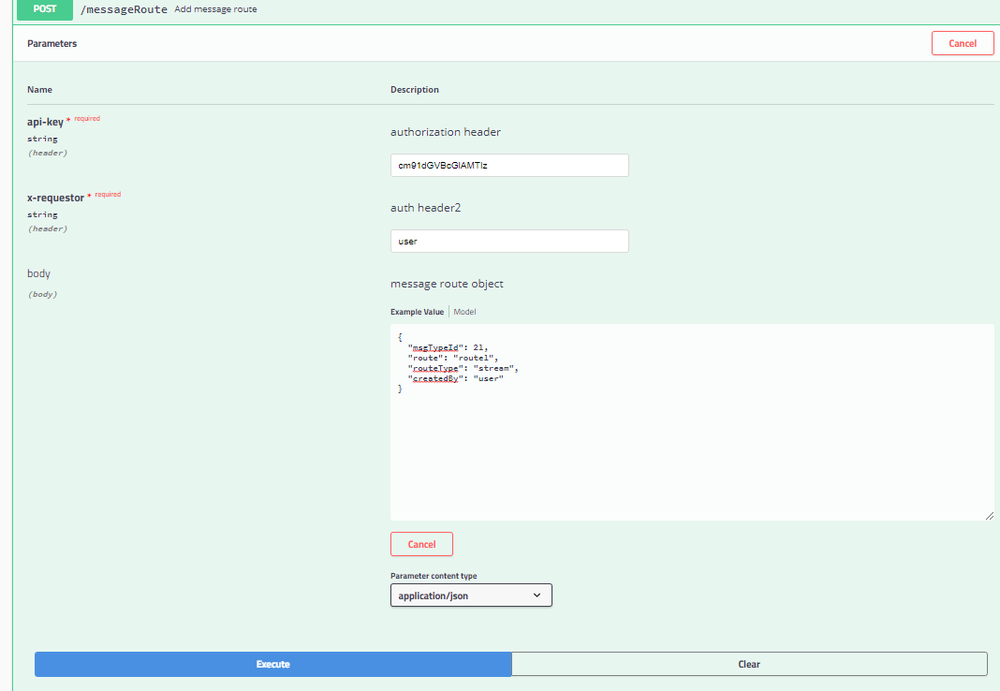 POST /messageRoute Add message route
Parameters
Cancel
Name Description
api-key * required
string
(header)
authorization header
cm91dGVBcGlAMTIz
x-requestor * required
string
(header)
auth header2
user
body
(body)
message route object
Example Value Model
{
"msgTypeId": 21,
"route": "route1",
"routeType": "stream",
"createdBy": "user"
}
Cancel
Parameter content type
application/json
Execute Clear